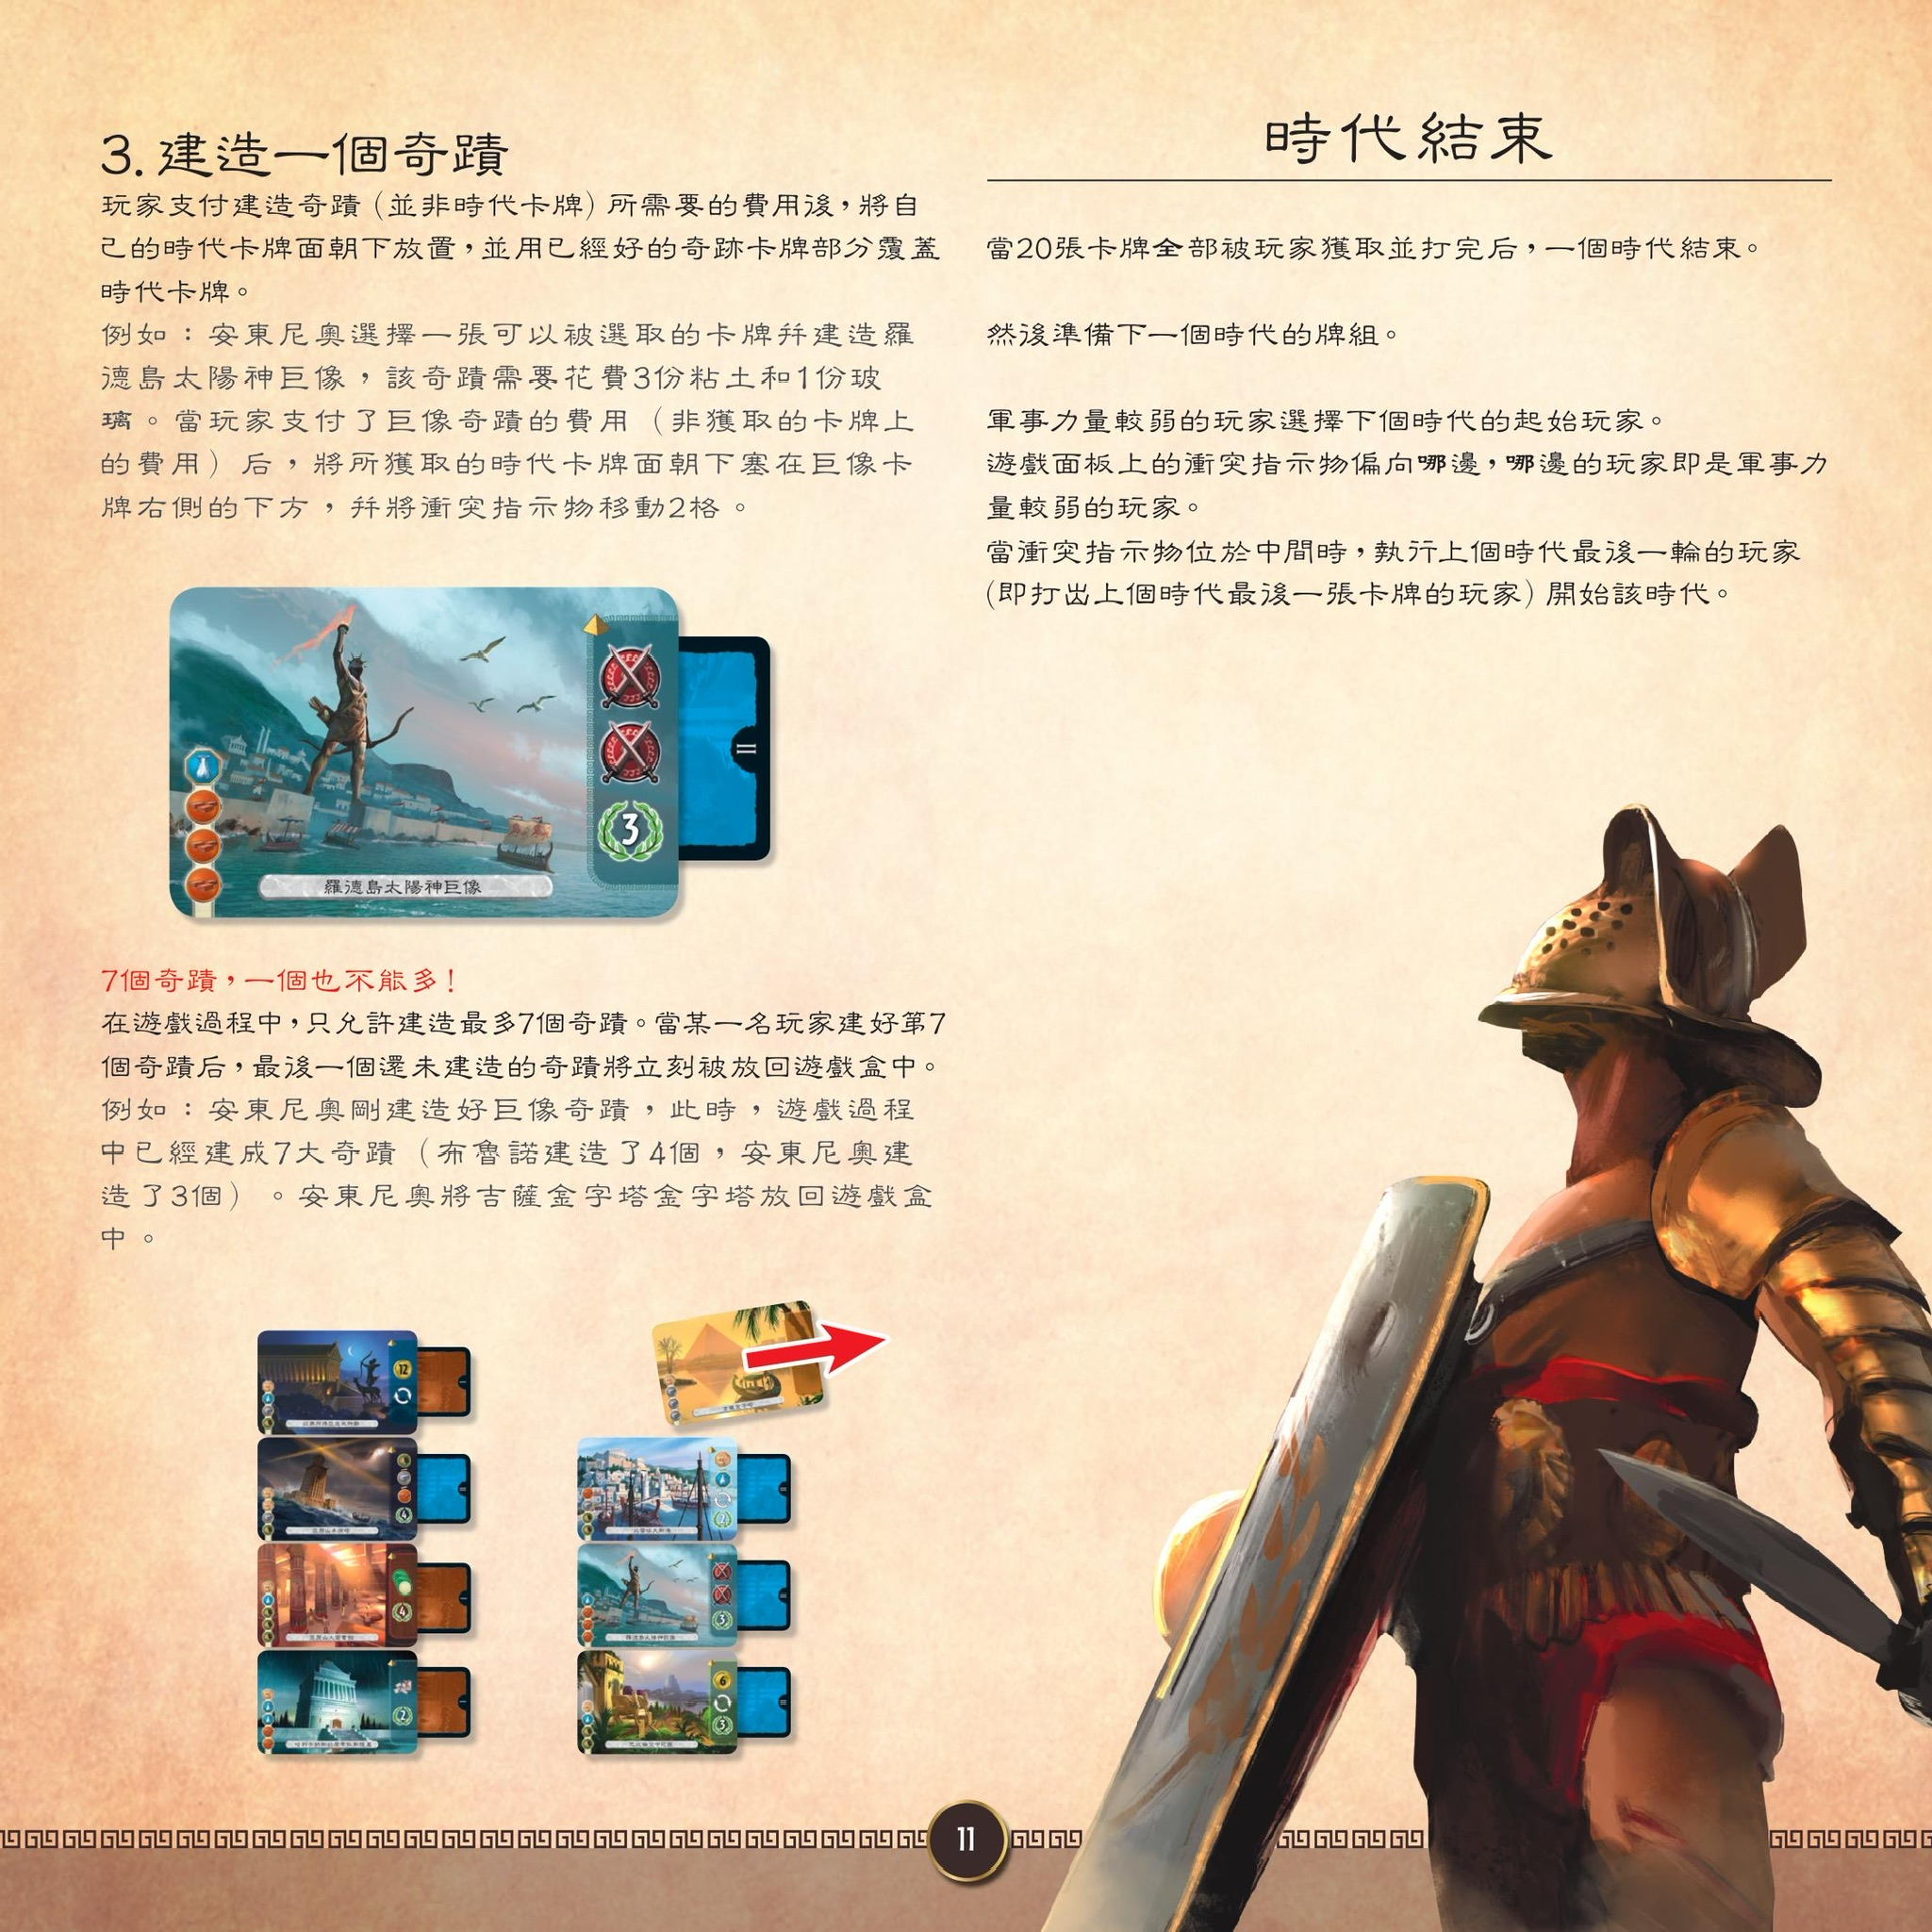 3. 建造一個奇蹟
玩家支付建造奇蹟（並非時代卡牌）所需要的費用後，將自
己的時代卡牌面朝下放置，並用已經好的奇跡卡牌部分覆蓋
時代卡牌。
例如：安東尼奧選擇一張可以被選取的卡牌幷建造羅
德島太陽神巨像，該奇蹟需要花費3份粘土和1份玻
璃。當玩家支付了巨像奇蹟的費用（非獲取的卡牌上
的費用）后，將所獲取的時代卡牌面朝下塞在巨像卡
牌右側的下方，幷將衝突指示物移動2格。
3
III
羅德島太陽神巨像
7個奇蹟，一個也不能多！
在遊戲過程中，只允許建造最多7個奇蹟。當某一名玩家建好第7
個奇蹟后，最後一個還未建造的奇蹟將立刻被放回遊戲盒中。
例如：安東尼奧剛建造好巨像奇蹟，此時，遊戲過程
中已經建成7大奇蹟（布魯諾建造了4個，安東尼奧建
造了3個）。安東尼奧將吉薩金字塔金字塔放回遊戲盒
中。
12
4
4
2
2
3
羅德島太陽神巨像
6
3
時代結束
當20張卡牌全部被玩家獲取並打完后，一個時代結束。
然後準備下一個時代的牌組。
軍事力量較弱的玩家選擇下個時代的起始玩家。
遊戲面板上的衝突指示物偏向哪邊，哪邊的玩家即是軍事力
量較弱的玩家。
當衝突指示物位於中間時，執行上個時代最後一輪的玩家
（即打出上個時代最後一張卡牌的玩家）開始該時代。
11